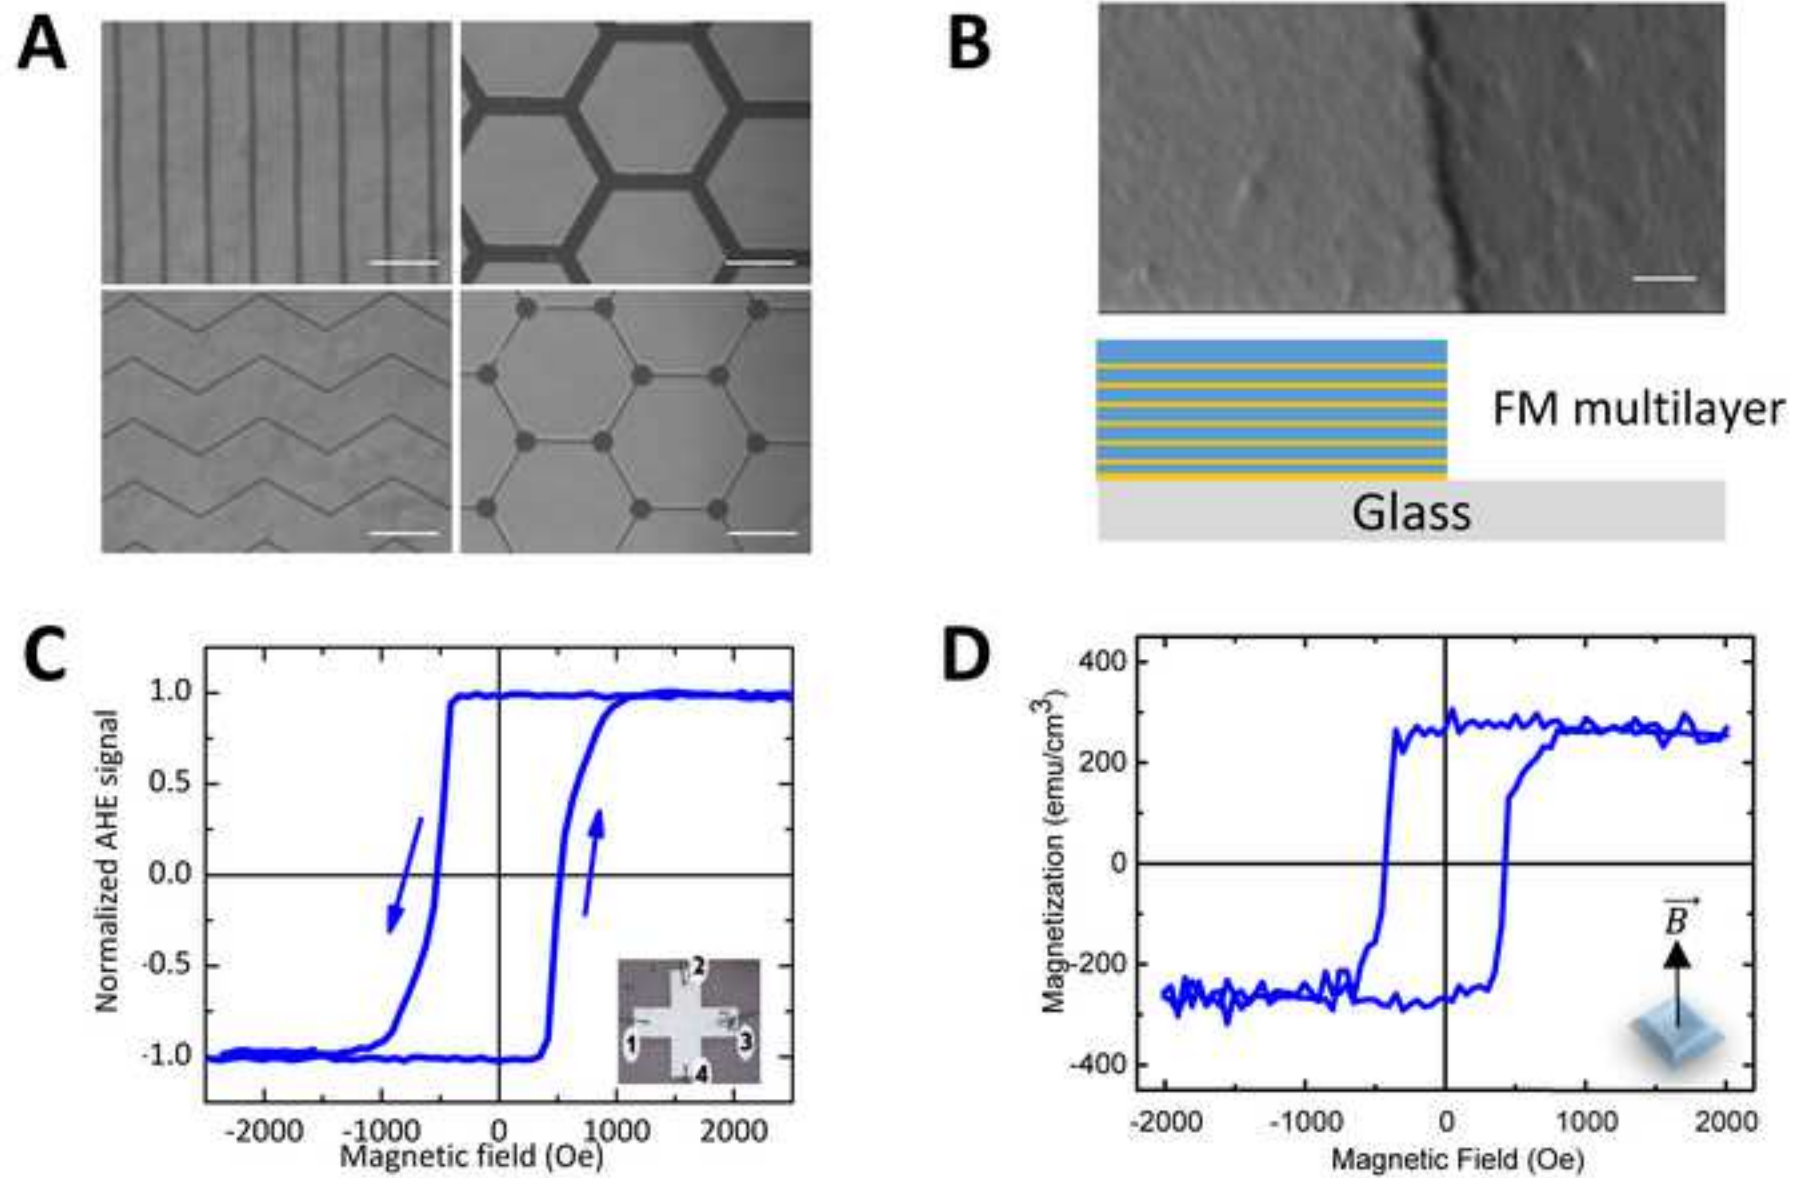 A
B
FM multilayer
Glass
C
Normalized AHE signal
1.0
0.5
0.0
-0.5
-1.0
-2000 -1000 0 1000 2000
Magnetic field (Oe)
2
1
3
4
D
Magnetization (emu/cm³)
400
200
0
-200
-400
-2000 -1000 0 1000 2000
Magnetic Field (Oe)
B